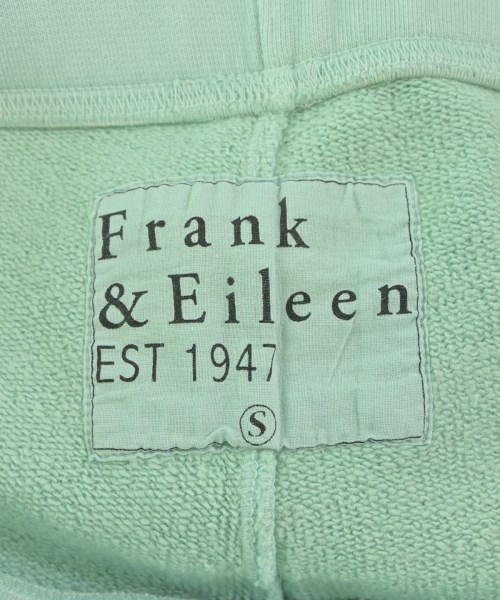 Frank
& Eileen
EST 1947
S